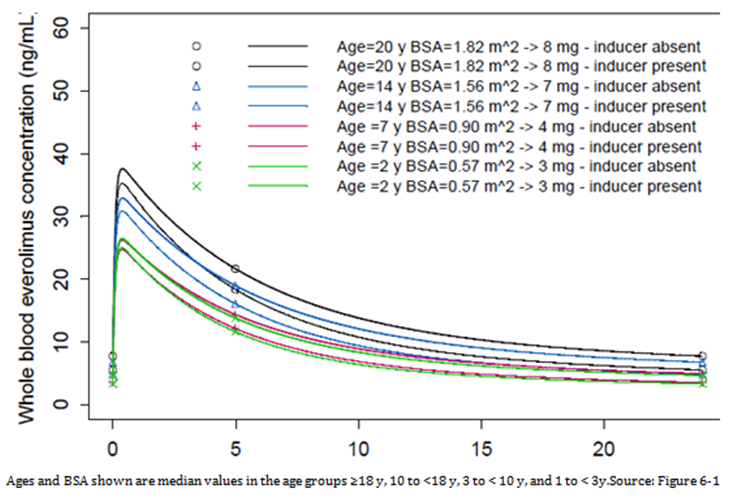 Whole blood everolimus concentration (ng/mL)
60
50
40
30
20
10
0
Age=20 y BSA=1.82 m^2 -> 8 mg - inducer absent
Age=20 y BSA=1.82 m^2 -> 8 mg - inducer present
Age=14 y BSA=1.56 m^2 -> 7 mg - inducer absent
Age=14 y BSA=1.56 m^2 -> 7 mg - inducer present
Age =7 y BSA=0.90 m^2 -> 4 mg - inducer absent
Age =7 y BSA=0.90 m^2 -> 4 mg - inducer present
Age =2 y BSA=0.57 m^2 -> 3 mg - inducer absent
Age =2 y BSA=0.57 m^2 -> 3 mg - inducer present
0 5 10 15 20
Ages and BSA shown are median values in the age groups ≥18 y, 10 to <18 y, 3 to < 10 y, and 1 to < 3y.Source: Figure 6-1